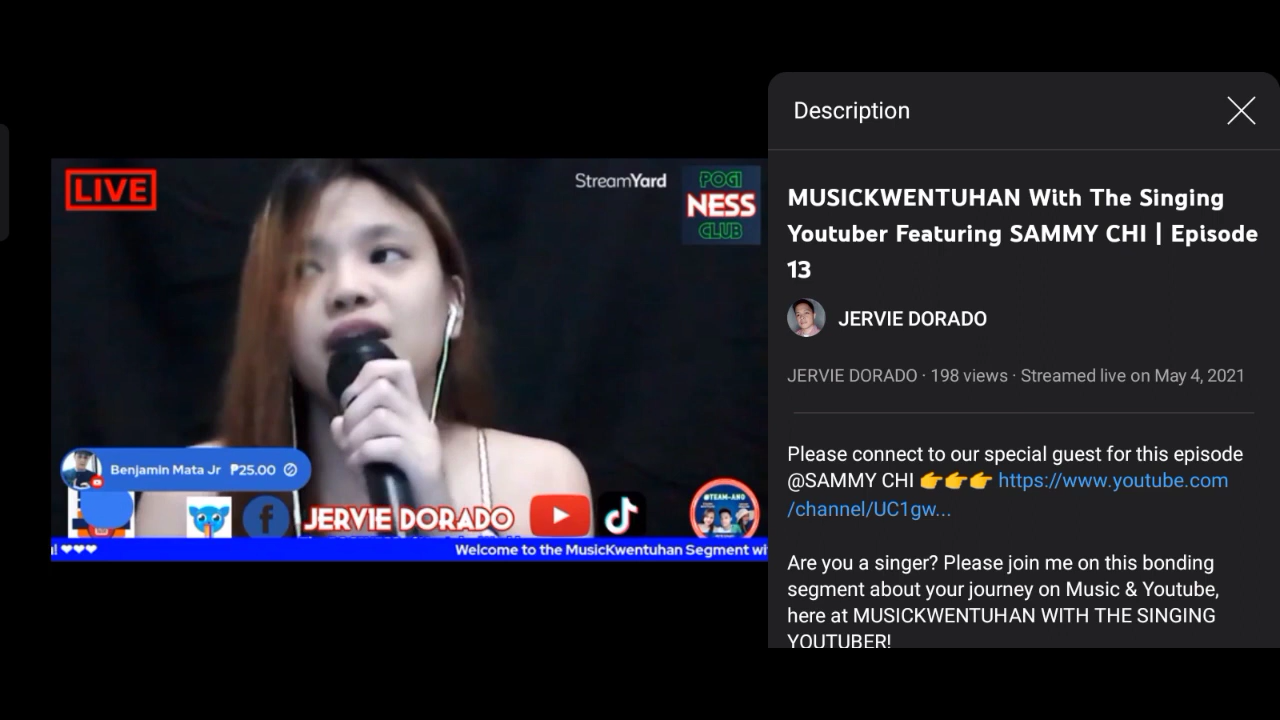 LIVE
StreamYard
POGI
NESS
CLUB
Benjamin Mata Jr ₱25.00
JERVIE DORADO
@TEAM-AND
l ❤❤❤ Welcome to the MusicKwentuhan Segment wi
Description
MUSICKWENTUHAN With The Singing
Youtuber Featuring SAMMY CHI | Episode
13
JERVIE DORADO
JERVIE DORADO · 198 views · Streamed live on May 4, 2021
Please connect to our special guest for this episode
@SAMMY CHI 👉👉👉 https://www.youtube.com
/channel/UC1gw...
Are you a singer? Please join me on this bonding
segment about your journey on Music & Youtube,
here at MUSICKWENTUHAN WITH THE SINGING
YOUTUBER!